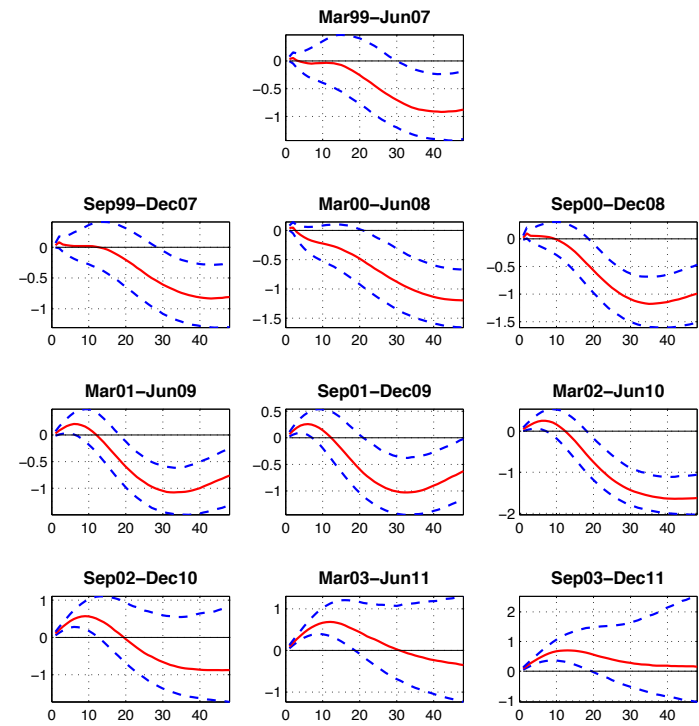 Mar99−Jun07
0
−0.5
−1
0 10 20 30 40
Sep99−Dec07 Mar00−Jun08 Sep00−Dec08
0 0 0
−0.5 −0.5 −0.5
−1 −1 −1
−1.5 −1.5
0 10 20 30 40 0 10 20 30 40 0 10 20 30 40
Mar01−Jun09 Sep01−Dec09 Mar02−Jun10
0.5
0 0 0
−0.5 −0.5
−1 −1 −1
−2
0 10 20 30 40 0 10 20 30 40 0 10 20 30 40
Sep02−Dec10 Mar03−Jun11 Sep03−Dec11
1 1 2
1
0 0 0
−1 −1 −1
0 10 20 30 40 0 10 20 30 40 0 10 20 30 40